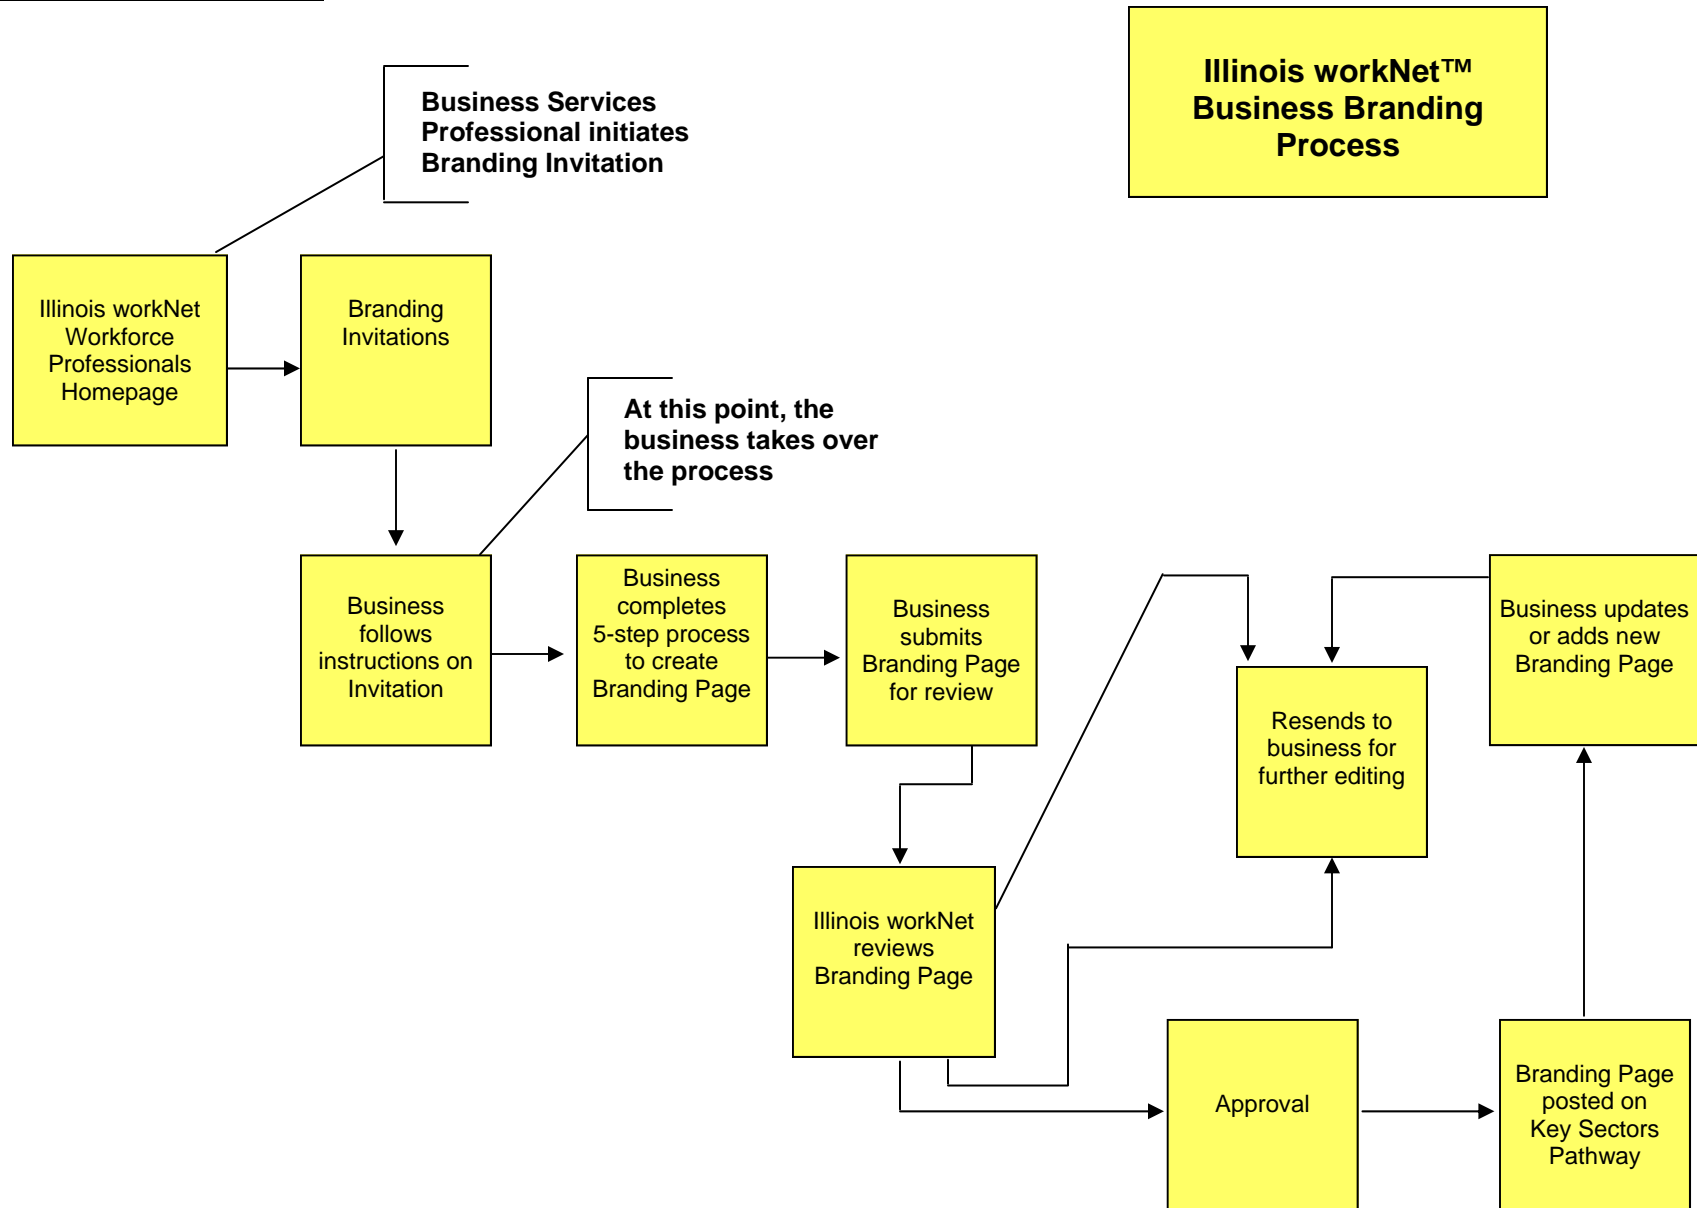 Illinois workNet™
Business Branding
Process
Business Services
Professional initiates
Branding Invitation
Illinois workNet
Workforce
Professionals
Homepage
Branding
Invitations
At this point, the
business takes over
the process
Business
follows
instructions on
Invitation
Business
completes
5-step process
to create
Branding Page
Business
submits
Branding Page
for review
Business updates
or adds new
Branding Page
Resends to
business for
further editing
Illinois workNet
reviews
Branding Page
Approval
Branding Page
posted on
Key Sectors
Pathway